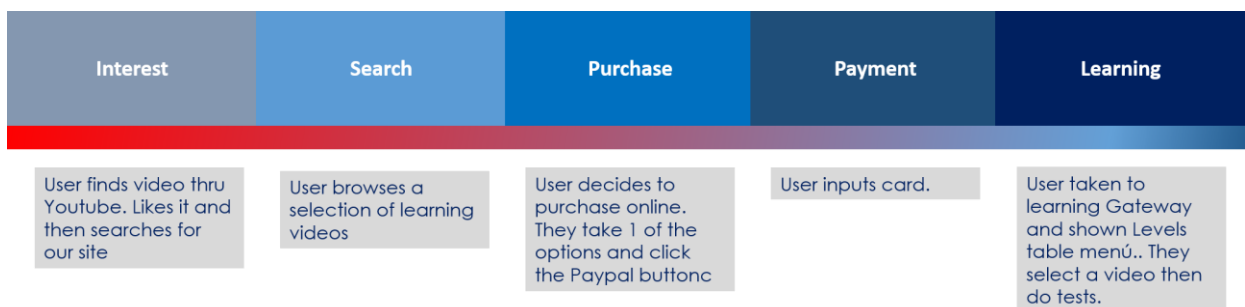 Interest
Search
Purchase
Payment
Learning
User finds video thru
Youtube. Likes it and
then searches for
our site
User browses a
selection of learning
videos
User decides to
purchase online.
They take 1 of the
options and click
the Paypal buttonc
User inputs card.
User taken to
learning Gateway
and shown Levels
table menú.. They
select a video then
do tests.